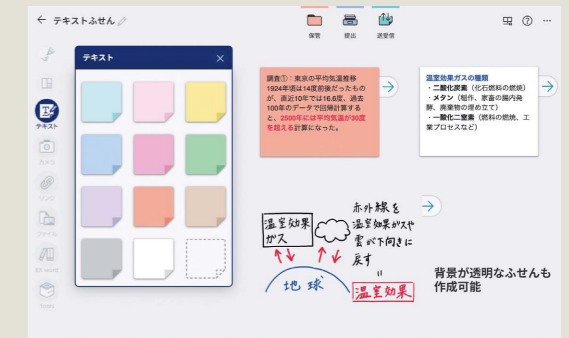 ← テキストふせん
保管
提出
送受信
テキスト ×
テキスト
カメラ
リンク
ファイル
調査①:東京の平均気温推移
1924年頃は14度前後だったもの
が、直近10年では16.6度、過去
100年のデータで回帰計算する
と、2500年には平均気温が30度
を超える計算になった。
温室効果ガスの種類
・二酸化炭素(化石燃料の燃焼)
・メタン(稲作、家畜の腸内発
酵、廃棄物の埋め立て)
・一酸化二窒素(燃料の燃焼、工
業プロセスなど)
温室効果
ガス
赤外線を
温室効果ガスや
雲が下向きに
戻す
=
温室効果
地球
背景が透明なふせんも
作成可能